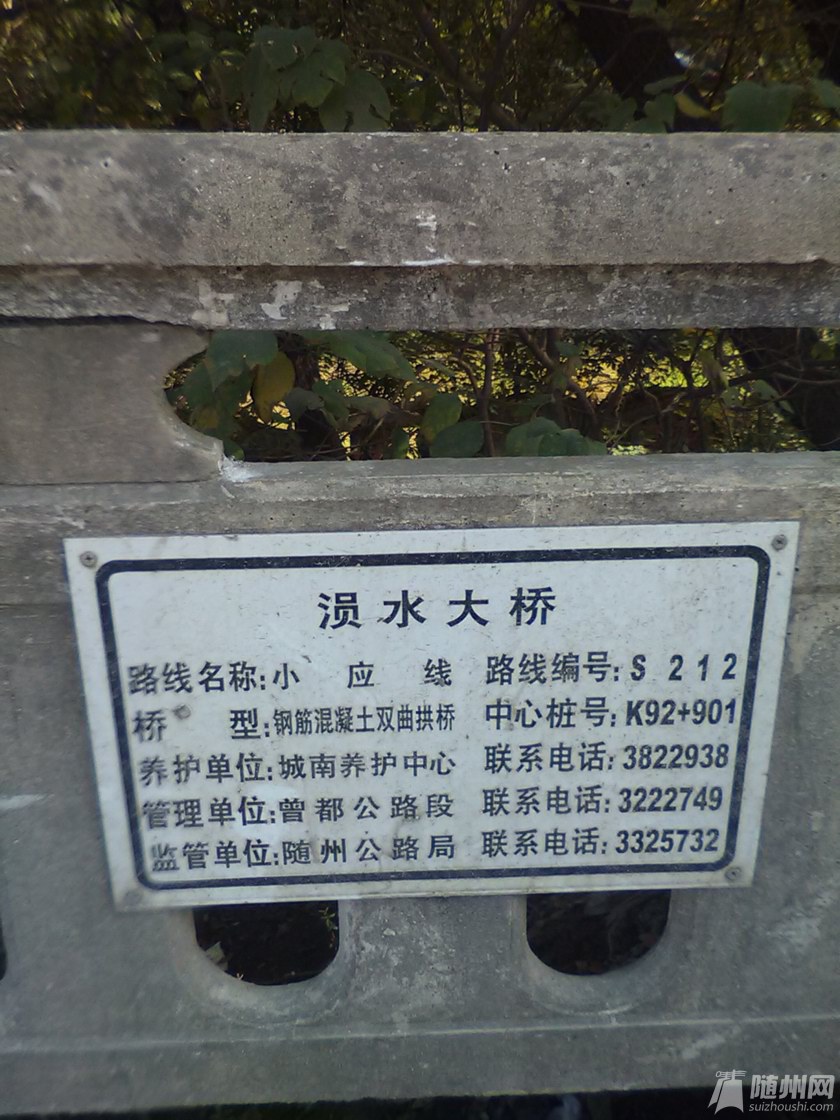 涢水大桥
路线名称:小应线 路线编号:S 212
桥型:钢筋混凝土双曲拱桥 中心桩号:K92+901
养护单位:城南养护中心 联系电话:3822938
管理单位:曾都公路段 联系电话:3222749
监管单位:随州公路局 联系电话:3325732
随州网
suizhoushi.com